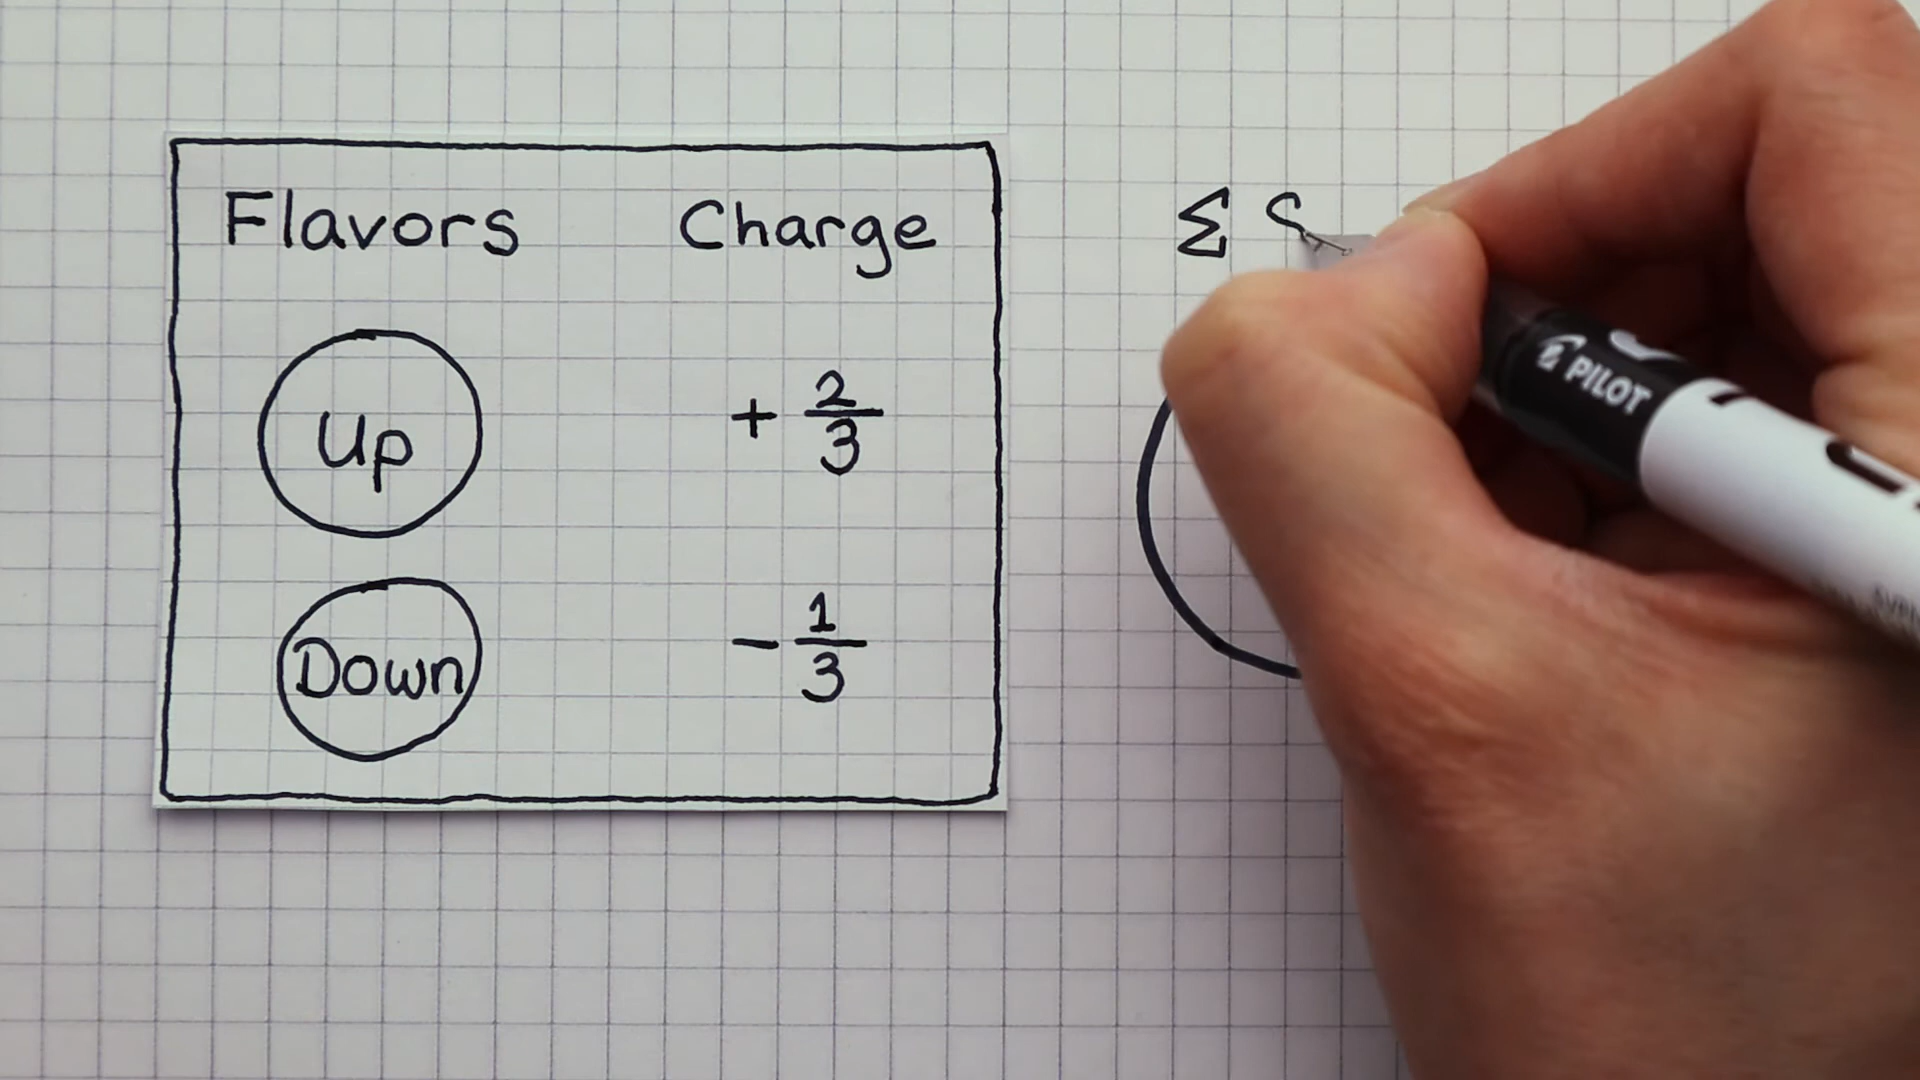 Flavors Charge
Up + 2/3
Down - 1/3
Σ
PILOT